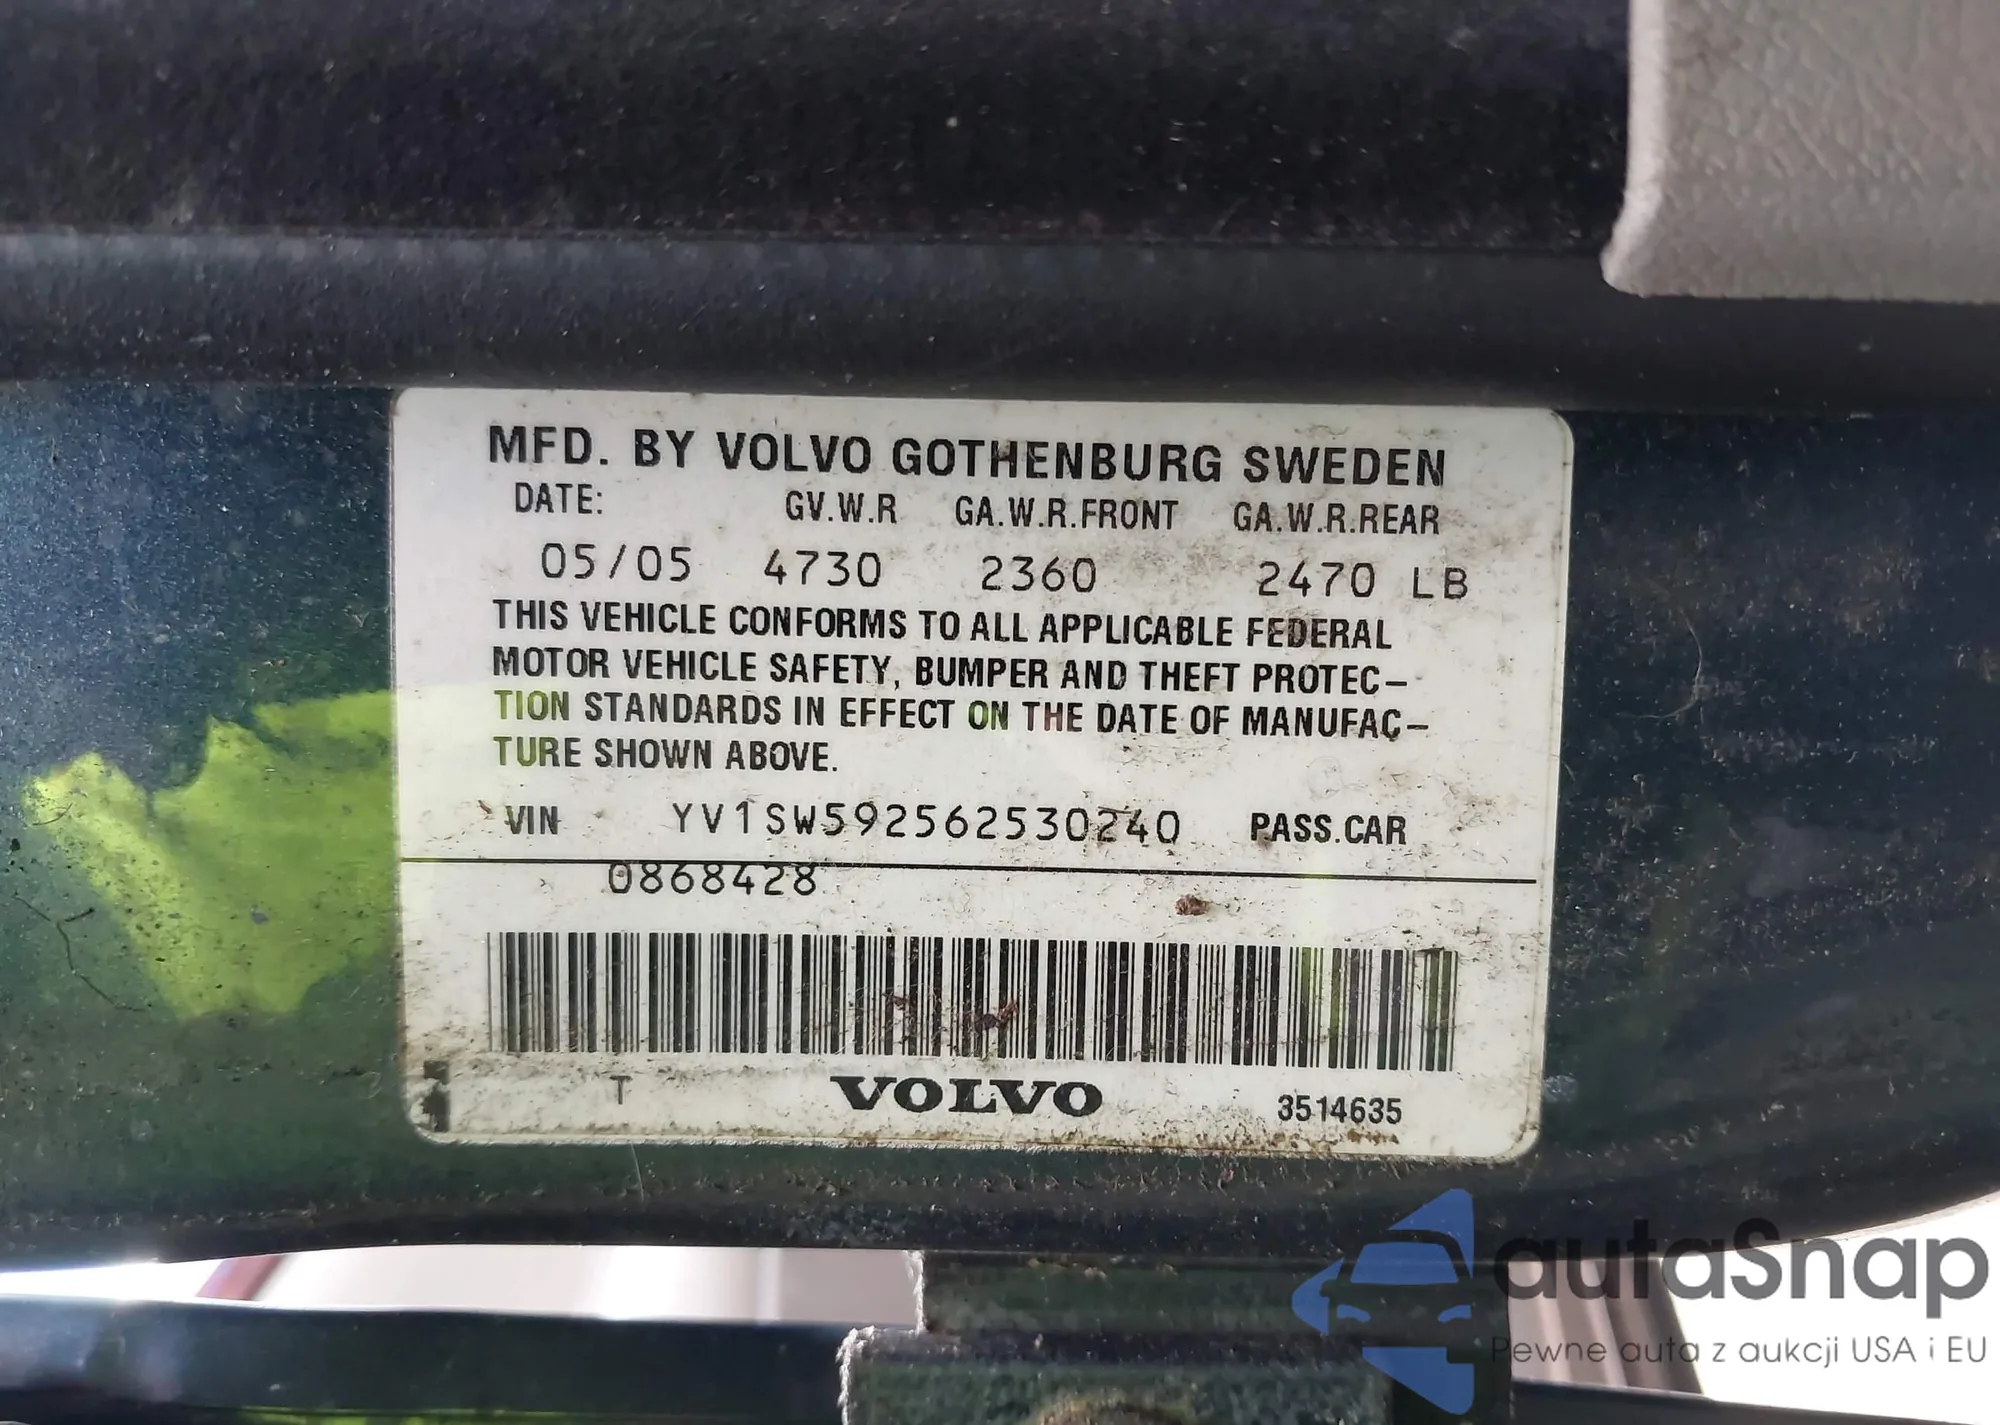 MFD. BY VOLVO GOTHENBURG SWEDEN
DATE: GV.W.R GA.W.R.FRONT GA.W.R.REAR
05/05 4730 2360 2470 LB
THIS VEHICLE CONFORMS TO ALL APPLICABLE FEDERAL
MOTOR VEHICLE SAFETY, BUMPER AND THEFT PROTEC-
TION STANDARDS IN EFFECT ON THE DATE OF MANUFAC-
TURE SHOWN ABOVE.
VIN YV1SW592562530240 PASS.CAR
0868428
T VOLVO 3514635
autaSnap
Pewne auta z aukcji USA i EU